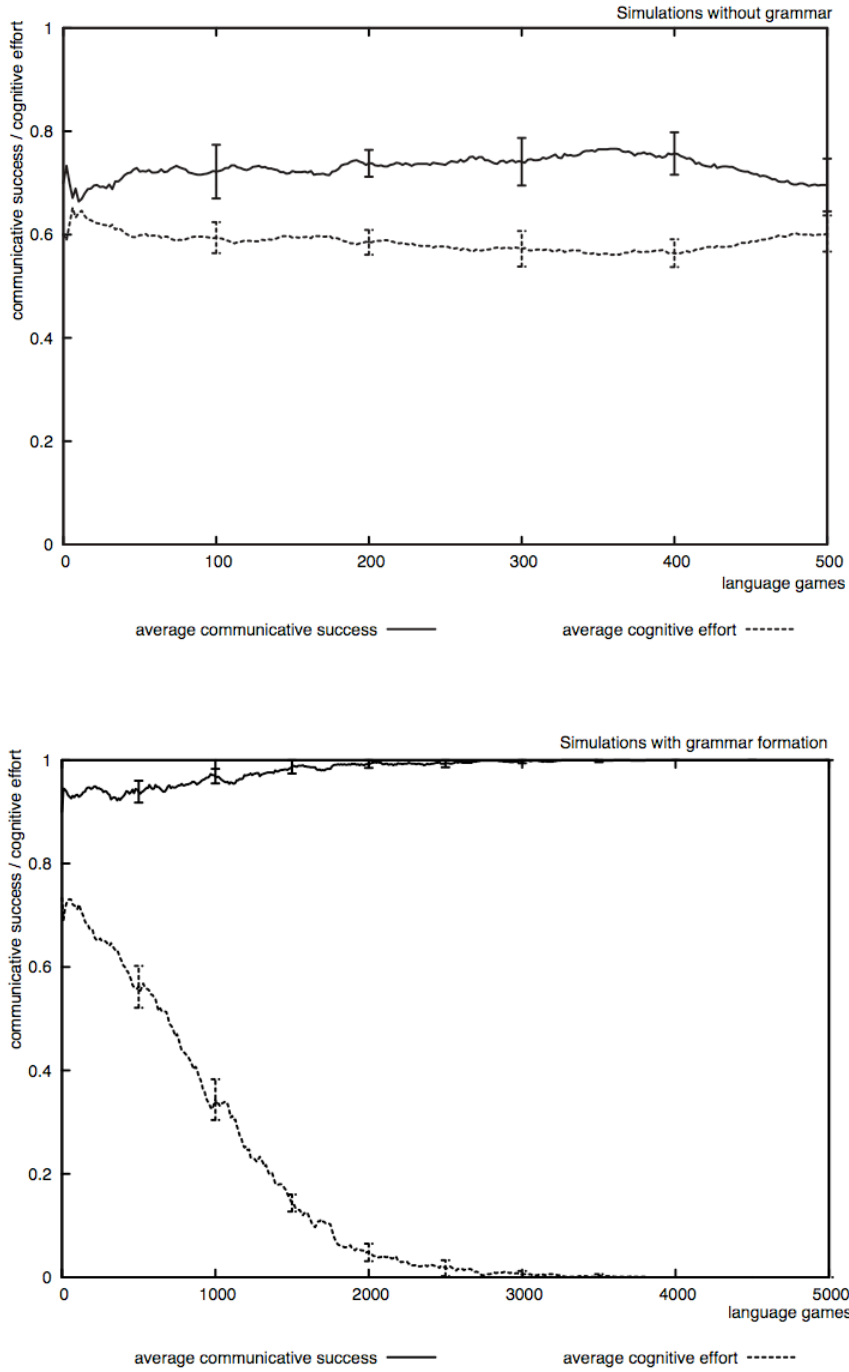 Simulations without grammar
communicative success / cognitive effort
1
0.8
0.6
0.4
0.2
0
0 100 200 300 400 500
language games
average communicative success average cognitive effort
Simulations with grammar formation
communicative success / cognitive effort
1
0.8
0.6
0.4
0.2
0
0 1000 2000 3000 4000 5000
language games
average communicative success average cognitive effort